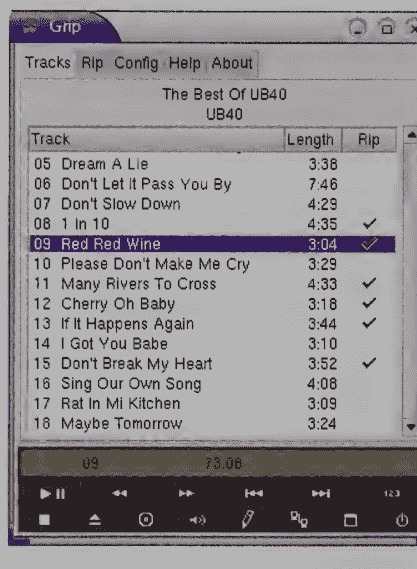 Grip
Tracks Rip Config Help About
The Best Of UB40
UB40
Track Length Rip
05 Dream A Lie 3:38
06 Don't Let It Pass You By 7:46
07 Don't Slow Down 4:29
08 1 In 10 4:35
09 Red Red Wine 3:04
10 Please Don't Make Me Cry 3:29
11 Many Rivers To Cross 4:33
12 Cherry Oh Baby 3:18
13 If It Happens Again 3:44
14 I Got You Babe 3:10
15 Don't Break My Heart 3:52
16 Sing Our Own Song 4:08
17 Rat In Mi Kitchen 3:09
18 Maybe Tomorrow 3:24
09 73.06
123